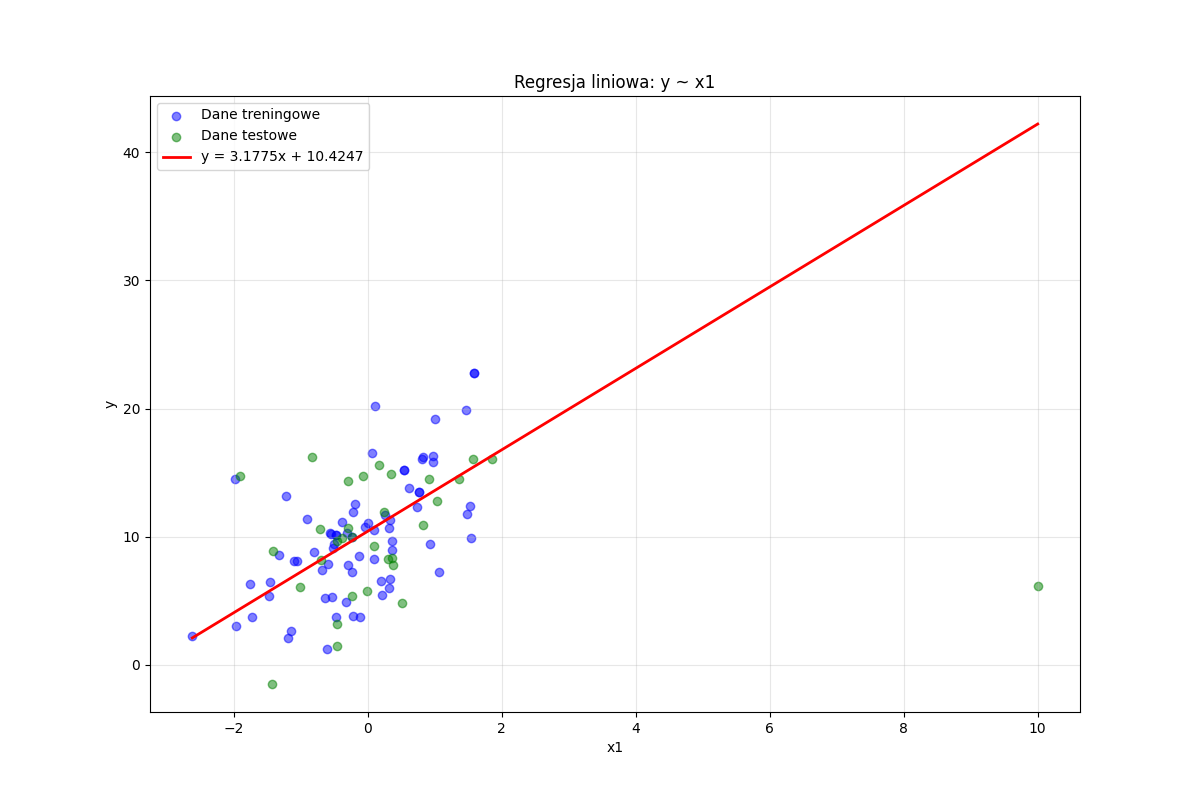 Regresja liniowa: y ~ x1
Dane treningowe
Dane testowe
y = 3.1775x + 10.4247
40
30
20
10
0
y
−2
0
2
4
6
8
10
x1